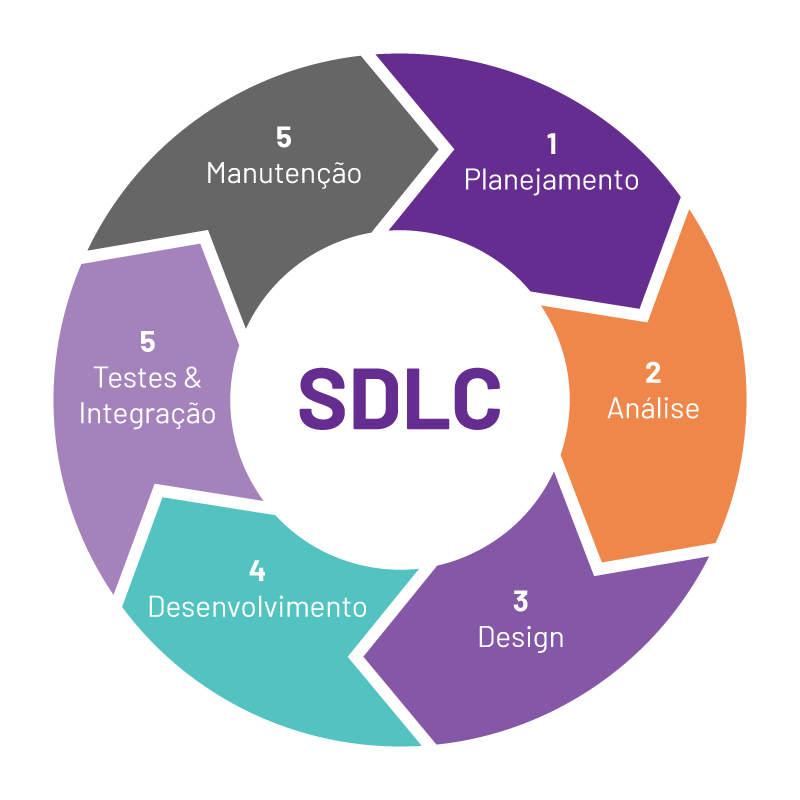 1
Planejamento
2
Análise
3
Design
4
Desenvolvimento
5
Testes &
Integração
5
Manutenção
SDLC